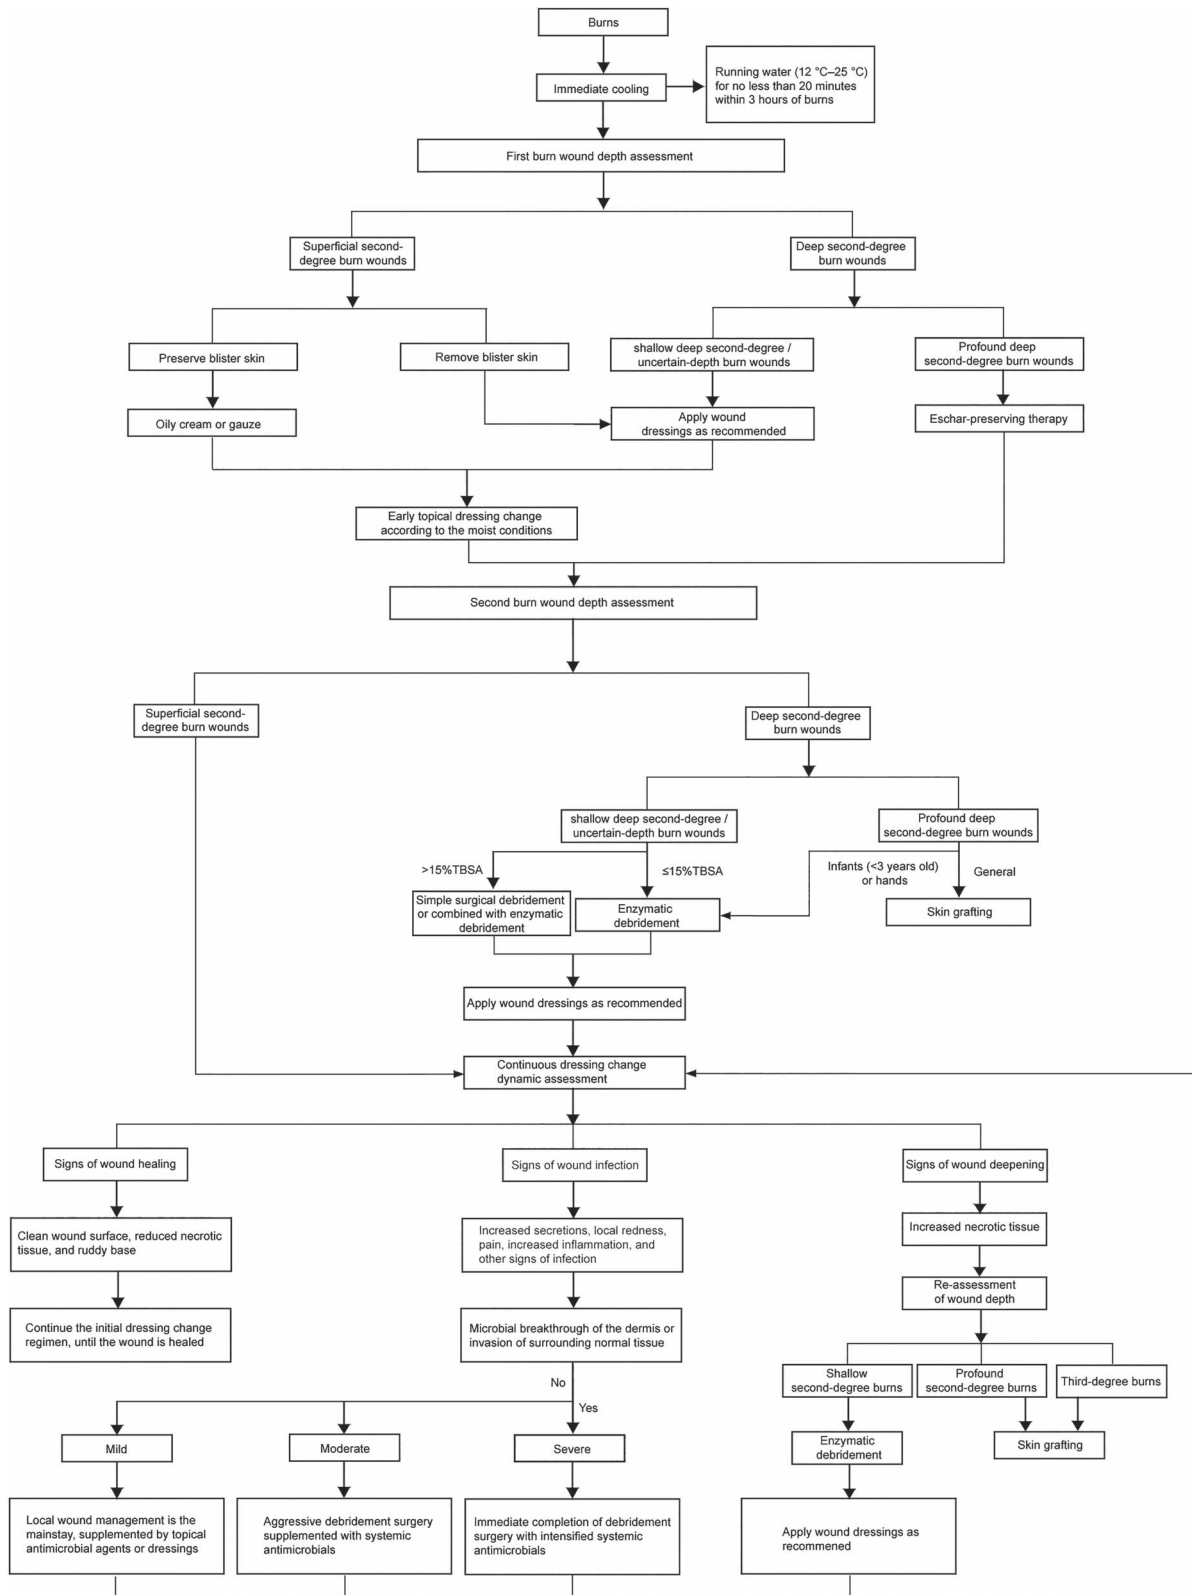 Burns
Immediate cooling
Running water (12 °C–25 °C)
for no less than 20 minutes
within 3 hours of burns
First burn wound depth assessment
Superficial second-
degree burn wounds
Deep second-degree
burn wounds
Preserve blister skin
Remove blister skin
shallow deep second-degree /
uncertain-depth burn wounds
Profound deep
second-degree burn wounds
Oily cream or gauze
Apply wound
dressings as recommended
Eschar-preserving therapy
Early topical dressing change
according to the moist conditions
Second burn wound depth assessment
Superficial second-
degree burn wounds
Deep second-degree
burn wounds
shallow deep second-degree /
uncertain-depth burn wounds
Profound deep
second-degree burn wounds
>15%TBSA
≤15%TBSA
Infants (<3 years old)
or hands
General
Simple surgical debridement
or combined with enzymatic
debridement
Enzymatic
debridement
Skin grafting
Apply wound dressings as recommended
Continuous dressing change
dynamic assessment
Signs of wound healing
Signs of wound infection
Signs of wound deepening
Clean wound surface, reduced necrotic
tissue, and ruddy base
Increased secretions, local redness,
pain, increased inflammation, and
other signs of infection
Increased necrotic tissue
Re-assessment
of wound depth
Continue the initial dressing change
regimen, until the wound is healed
Microbial breakthrough of the dermis or
invasion of surrounding normal tissue
No
Yes
Shallow
second-degree burns
Profound
second-degree burns
Third-degree burns
Mild
Moderate
Severe
Enzymatic
debridement
Skin grafting
Local wound management is the
mainstay, supplemented by topical
antimicrobial agents or dressings
Aggressive debridement surgery
supplemented with systemic
antimicrobials
Immediate completion of debridement
surgery with intensified systemic
antimicrobials
Apply wound dressings as
recommened